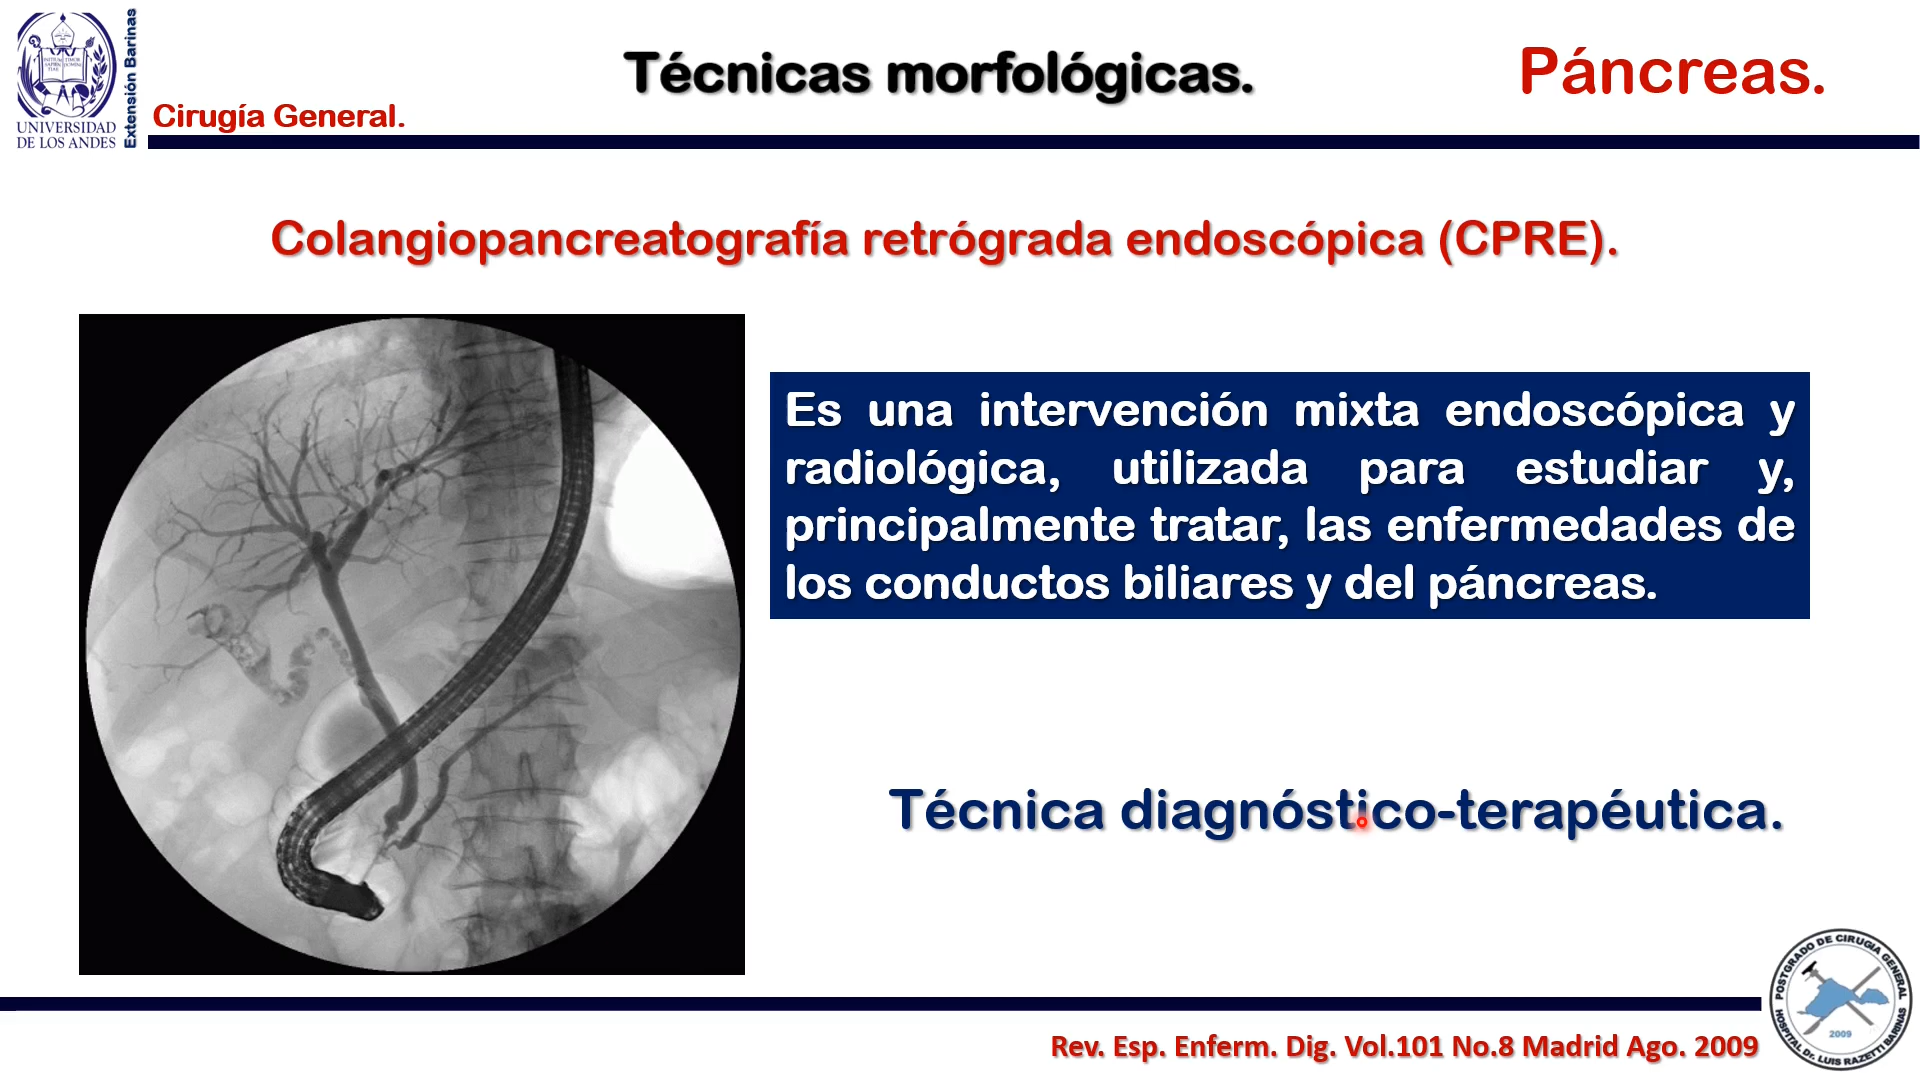 Extensión Barinas
UNIVERSIDAD
DE LOS ANDES
Cirugía General.
Técnicas morfológicas.
Páncreas.
Colangiopancreatografía retrógrada endoscópica (CPRE).
Es una intervención mixta endoscópica y
radiológica, utilizada para estudiar y,
principalmente tratar, las enfermedades de
los conductos biliares y del páncreas.
Técnica diagnóstico-terapéutica.
POSTGRADO DE CIRUGIA GENERAL
2009
HOSPITAL Dr. LUIS RAZETTI BARINAS
Rev. Esp. Enferm. Dig. Vol.101 No.8 Madrid Ago. 2009